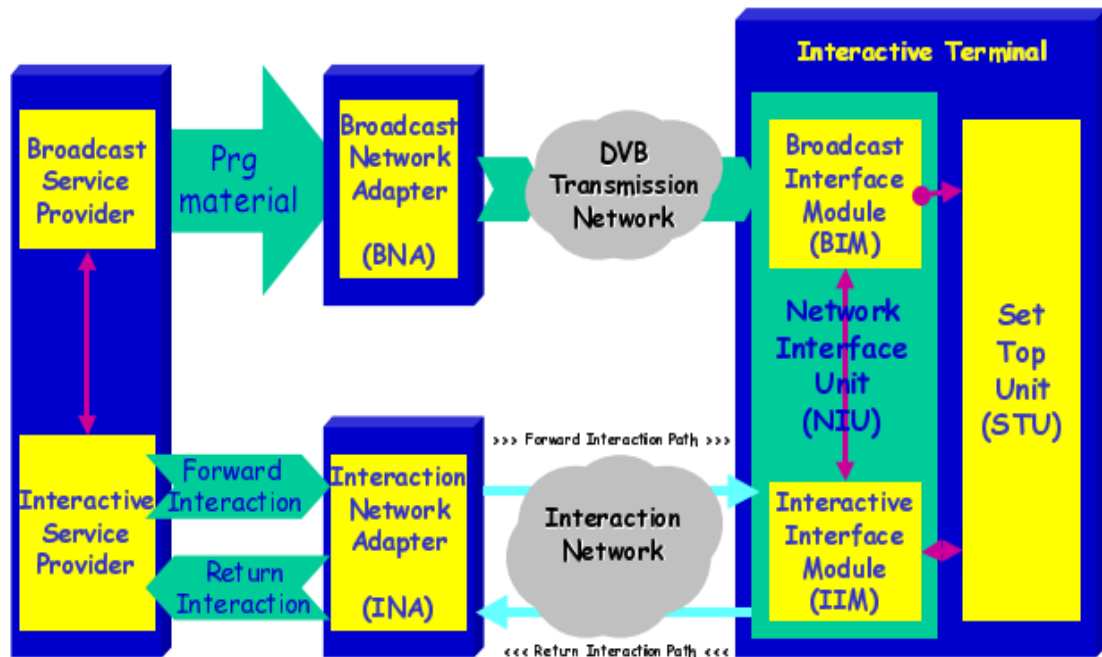 Interactive Terminal
Broadcast
Service
Provider
Prg
material
Broadcast
Network
Adapter
(BNA)
DVB
Transmission
Network
Broadcast
Interface
Module
(BIM)
Network
Interface
Unit
(NIU)
Set
Top
Unit
(STU)
Interactive
Service
Provider
Forward
Interaction
Return
Interaction
Interaction
Network
Adapter
(INA)
>>> Forward Interaction Path >>>
Interaction
Network
<<< Return Interaction Path <<<
Interactive
Interface
Module
(IIM)